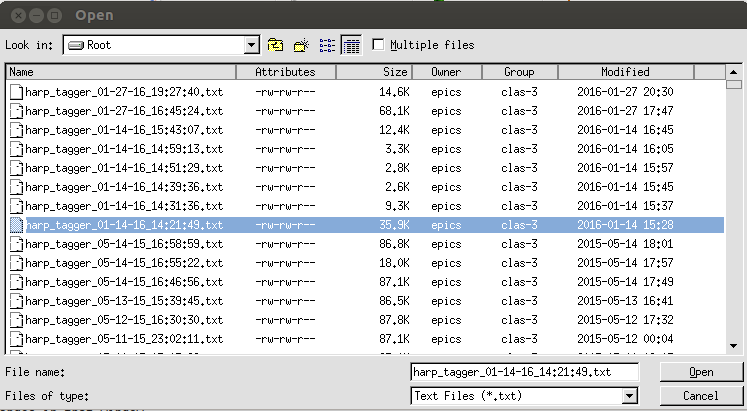 Open
Look in: Root Multiple files
Name Attributes Size Owner Group Modified
harp_tagger_01-27-16_19:27:40.txt -rw-rw-r-- 14.6K epics clas-3 2016-01-27 20:30
harp_tagger_01-27-16_16:45:24.txt -rw-rw-r-- 68.1K epics clas-3 2016-01-27 17:47
harp_tagger_01-14-16_15:43:07.txt -rw-rw-r-- 12.4K epics clas-3 2016-01-14 16:45
harp_tagger_01-14-16_14:59:13.txt -rw-rw-r-- 3.3K epics clas-3 2016-01-14 16:05
harp_tagger_01-14-16_14:51:29.txt -rw-rw-r-- 2.8K epics clas-3 2016-01-14 15:57
harp_tagger_01-14-16_14:39:36.txt -rw-rw-r-- 2.6K epics clas-3 2016-01-14 15:45
harp_tagger_01-14-16_14:31:36.txt -rw-rw-r-- 9.3K epics clas-3 2016-01-14 15:37
harp_tagger_01-14-16_14:21:49.txt -rw-rw-r-- 35.9K epics clas-3 2016-01-14 15:28
harp_tagger_05-14-15_16:58:59.txt -rw-rw-r-- 86.8K epics clas-3 2015-05-14 18:01
harp_tagger_05-14-15_16:55:22.txt -rw-rw-r-- 18.0K epics clas-3 2015-05-14 17:57
harp_tagger_05-14-15_16:46:56.txt -rw-rw-r-- 87.1K epics clas-3 2015-05-14 17:49
harp_tagger_05-13-15_15:39:45.txt -rw-rw-r-- 86.5K epics clas-3 2015-05-13 16:41
harp_tagger_05-12-15_16:30:30.txt -rw-rw-r-- 87.8K epics clas-3 2015-05-12 17:32
harp_tagger_05-11-15_23:02:11.txt -rw-rw-r-- 87.1K epics clas-3 2015-05-12 00:04
File name: harp_tagger_01-14-16_14:21:49.txt Open
Files of type: Text Files (*.txt) Cancel